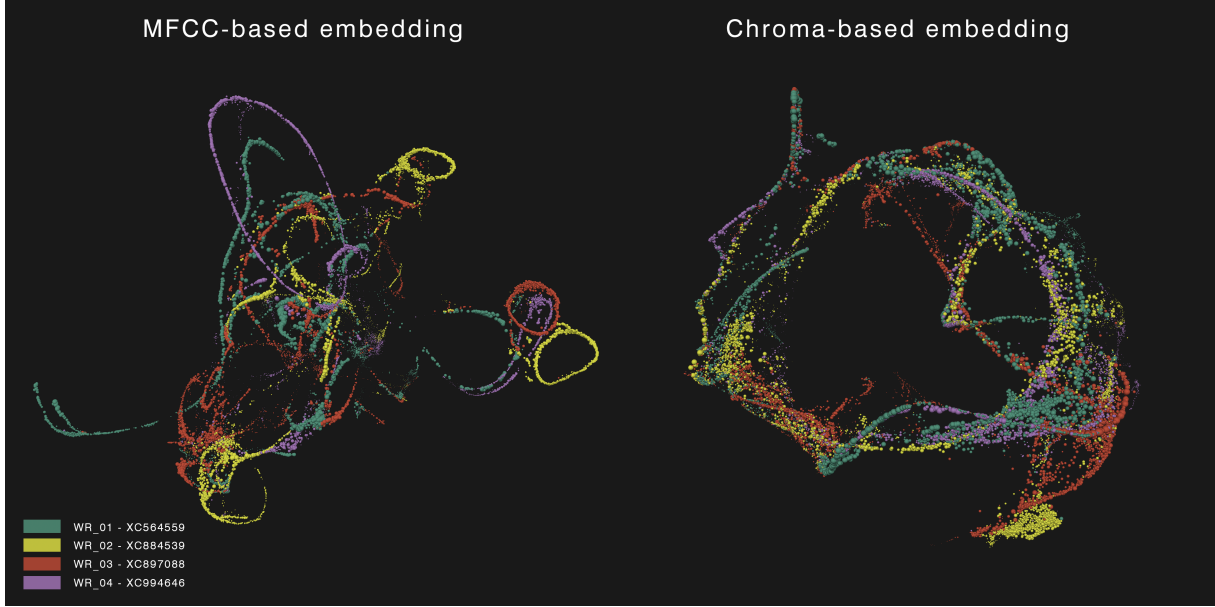 MFCC-based embedding
Chroma-based embedding
WR_01 - XC564559
WR_02 - XC884539
WR_03 - XC897088
WR_04 - XC994646